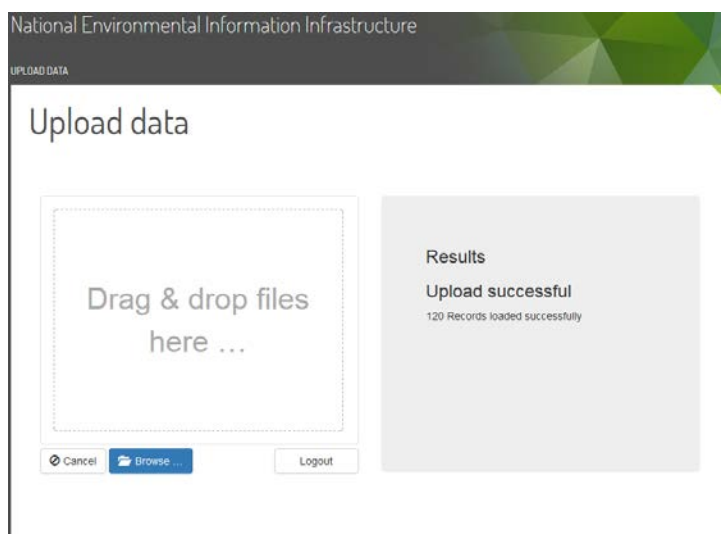 National Environmental Information Infrastructure
UPLOAD DATA
Upload data
Drag & drop files
here ...
Cancel
Browse ...
Logout
Results
Upload successful
120 Records loaded successfully